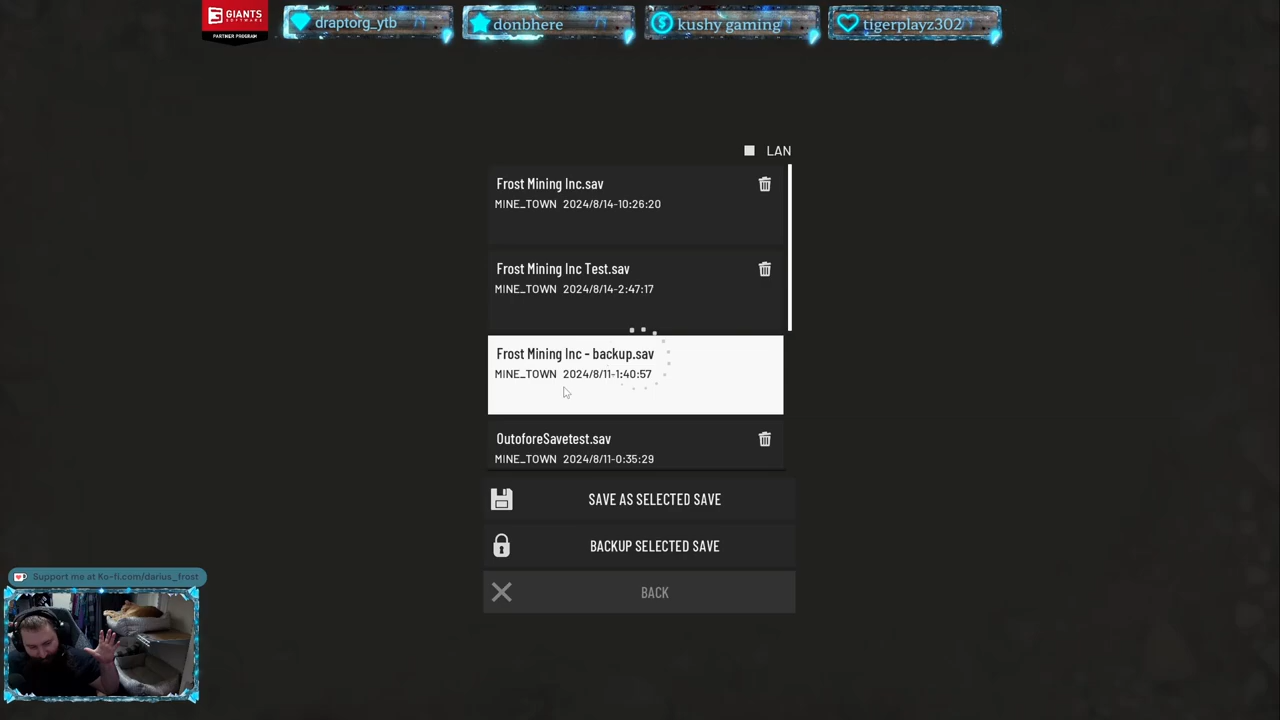 GIANTS
SOFTWARE
PARTNER PROGRAM
draptorg_ytb
donbhere
kushy gaming
tigerplayz302
LAN
Frost Mining Inc.sav
MINE_TOWN 2024/8/14-10:26:20
Frost Mining Inc Test.sav
MINE_TOWN 2024/8/14-2:47:17
Frost Mining Inc - backup.sav
MINE_TOWN 2024/8/11-1:40:57
OutoforeSavetest.sav
MINE_TOWN 2024/8/11-0:35:29
SAVE AS SELECTED SAVE
BACKUP SELECTED SAVE
BACK
Support me at Ko-fi.com/darius_frost